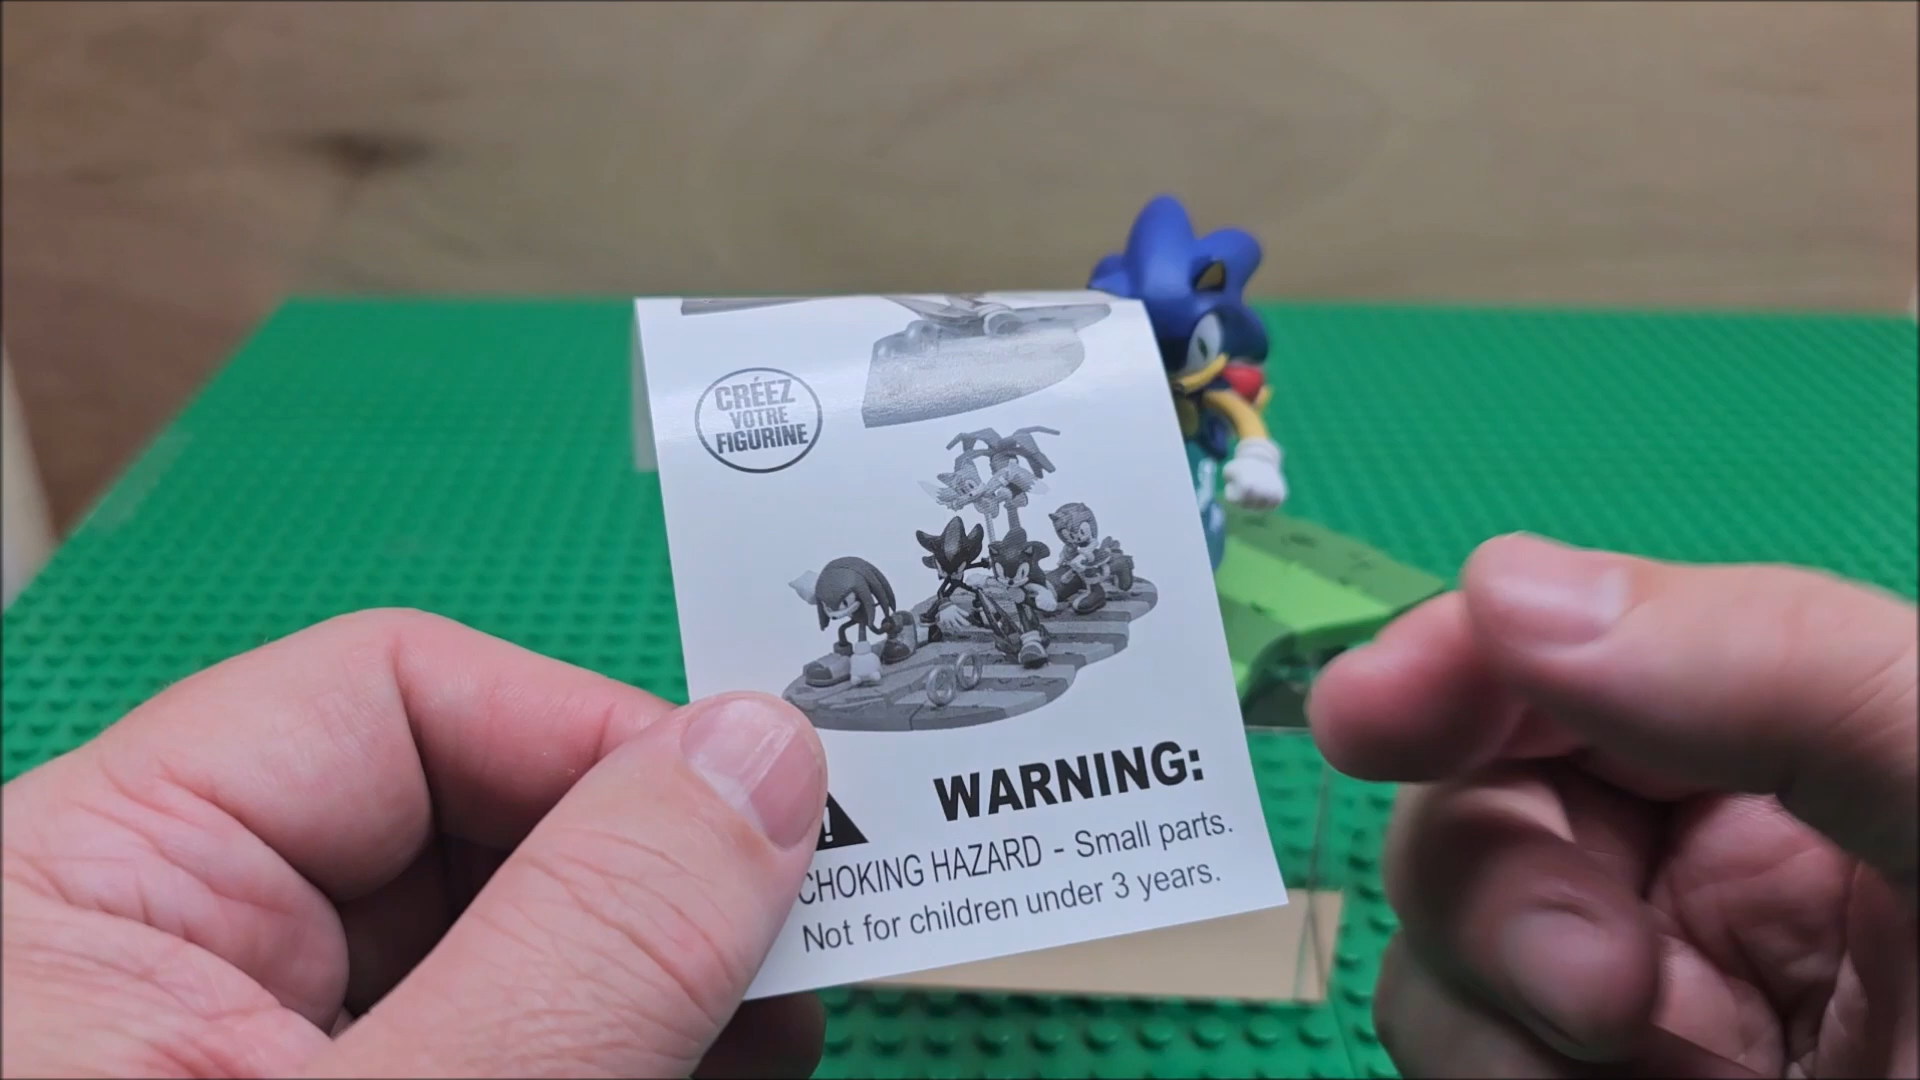 CRÉEZ
VOTRE
FIGURINE
WARNING:
CHOKING HAZARD - Small parts.
Not for children under 3 years.